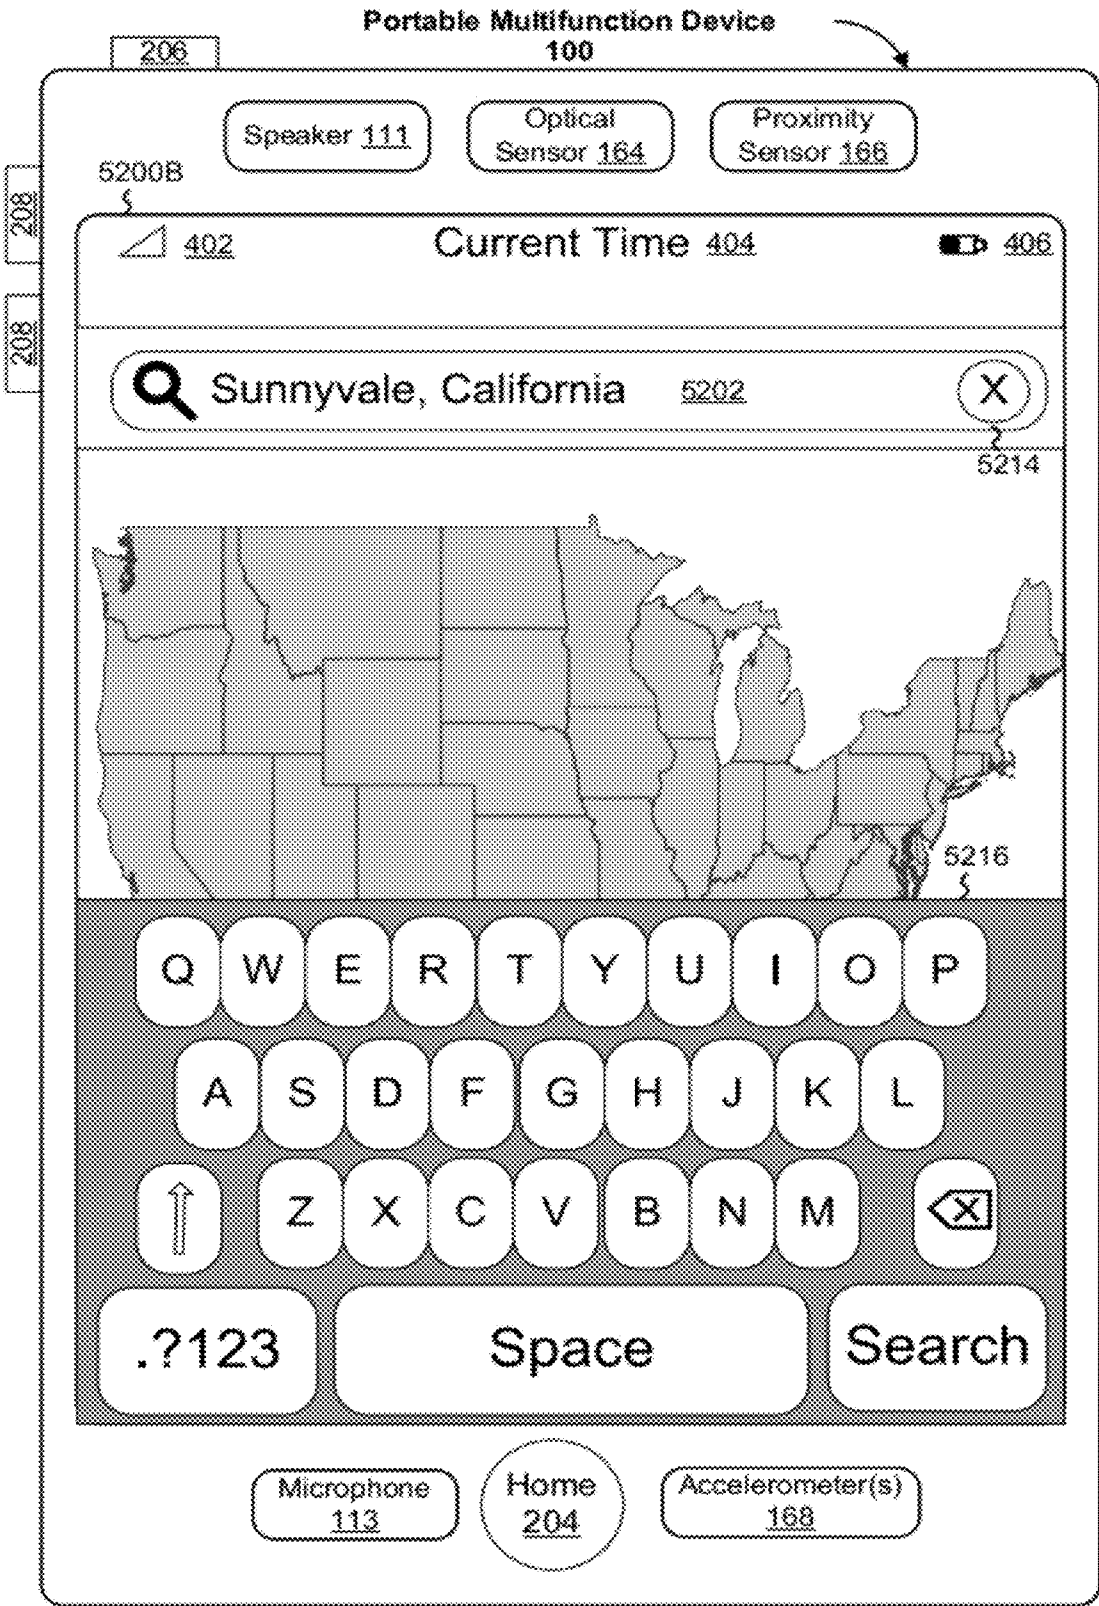 Portable Multifunction Device
100
206
Speaker 111
Optical
Sensor 164
Proximity
Sensor 166
5200B
208
402
Current Time 404
406
208
Sunnyvale, California 5202
X
5214
5216
Q W E R T Y U I O P
A S D F G H J K L
Z X C V B N M X
.?123 Space Search
Microphone
113
Home
204
Accelerometer(s)
168